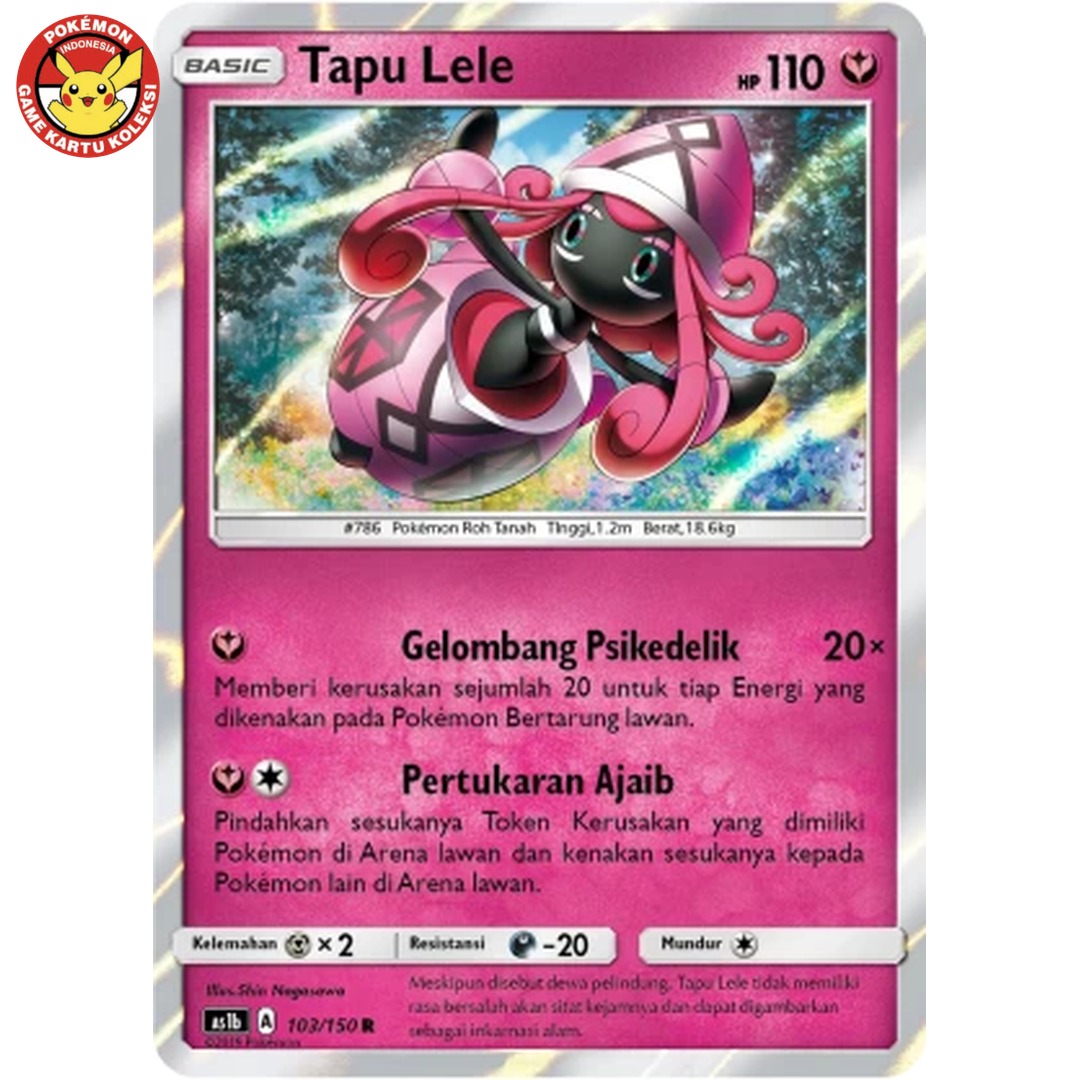 POKÉMON
INDONESIA
GAME KARTU KOLEKSI
BASIC Tapu Lele HP 110
#786 Pokémon Roh Tanah Tinggi,1.2m Berat,18.6kg
Gelombang Psikedelik 20×
Memberi kerusakan sejumlah 20 untuk tiap Energi yang
dikenakan pada Pokémon Bertarung lawan.
Pertukaran Ajaib
Pindahkan sesukanya Token Kerusakan yang dimiliki
Pokémon di Arena lawan dan kenakan sesukanya kepada
Pokémon lain di Arena lawan.
Kelemahan × 2 Resistansi -20 Mundur
Illus.Shin Nagasawa
Meskipun disebut dewa pelindung, Tapu Lele tidak memiliki
rasa bersalah akan sifat kejamnya dan dapat digambarkan
sebagai inkarnasi alam.
as1b A 103/150 R
©2019 Pokémon